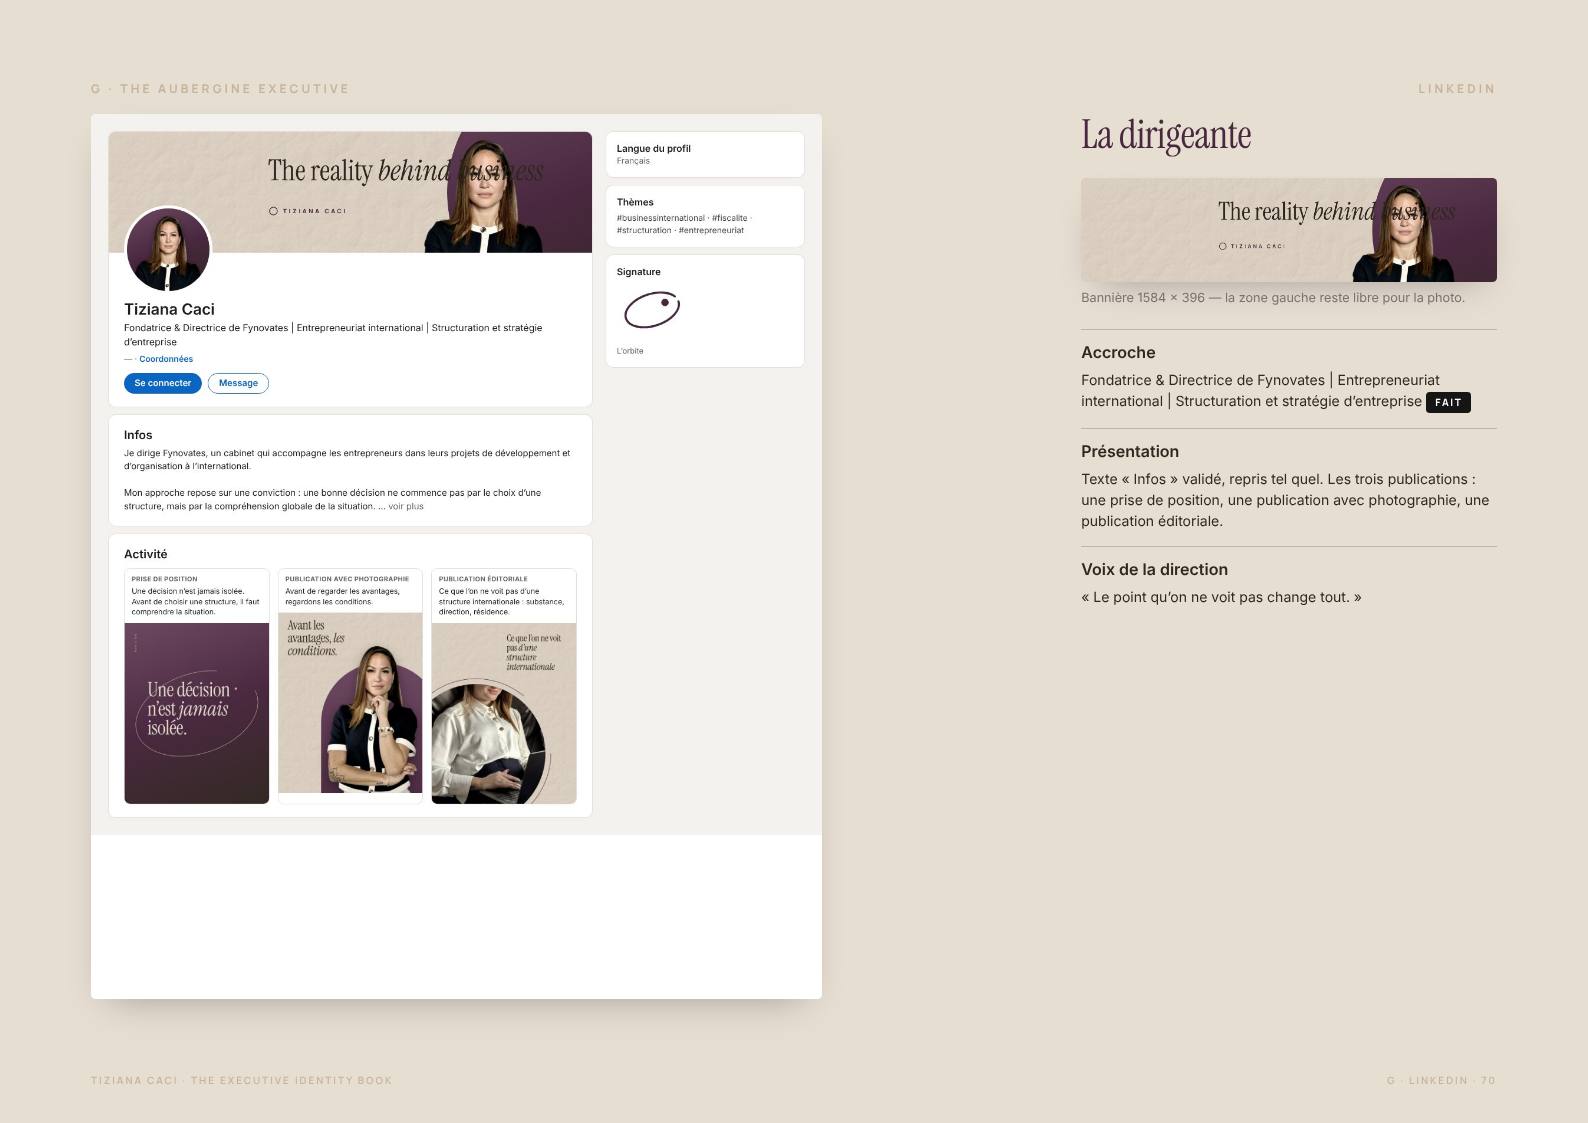 G · THE AUBERGINE EXECUTIVE
LINKEDIN
The reality behind business
TIZIANA CACI
Tiziana Caci
Fondatrice & Directrice de Fynovates | Entrepreneuriat international | Structuration et stratégie
d’entreprise
— · Coordonnées
Se connecter
Message
Langue du profil
Français
Thèmes
#businessinternational · #fiscalite ·
#structuration · #entrepreneuriat
Signature
L’orbite
Infos
Je dirige Fynovates, un cabinet qui accompagne les entrepreneurs dans leurs projets de développement et
d’organisation à l’international.
Mon approche repose sur une conviction : une bonne décision ne commence pas par le choix d’une
structure, mais par la compréhension globale de la situation. ... voir plus
Activité
PRISE DE POSITION
Une décision n’est jamais isolée.
Avant de choisir une structure, il faut
comprendre la situation.
Une décision
n’est jamais
isolée.
PUBLICATION AVEC PHOTOGRAPHIE
Avant de regarder les avantages,
regardons les conditions.
Avant les
avantages, les
conditions.
PUBLICATION ÉDITORIALE
Ce que l’on ne voit pas d’une
structure internationale : substance,
direction, résidence.
Ce que l’on ne voit
pas d’une
structure
internationale
La dirigeante
The reality behind business
TIZIANA CACI
Bannière 1584 × 396 — la zone gauche reste libre pour la photo.
Accroche
Fondatrice & Directrice de Fynovates | Entrepreneuriat
international | Structuration et stratégie d’entreprise FAIT
Présentation
Texte « Infos » validé, repris tel quel. Les trois publications :
une prise de position, une publication avec photographie, une
publication éditoriale.
Voix de la direction
« Le point qu’on ne voit pas change tout. »
TIZIANA CACI · THE EXECUTIVE IDENTITY BOOK
G · LINKEDIN · 70